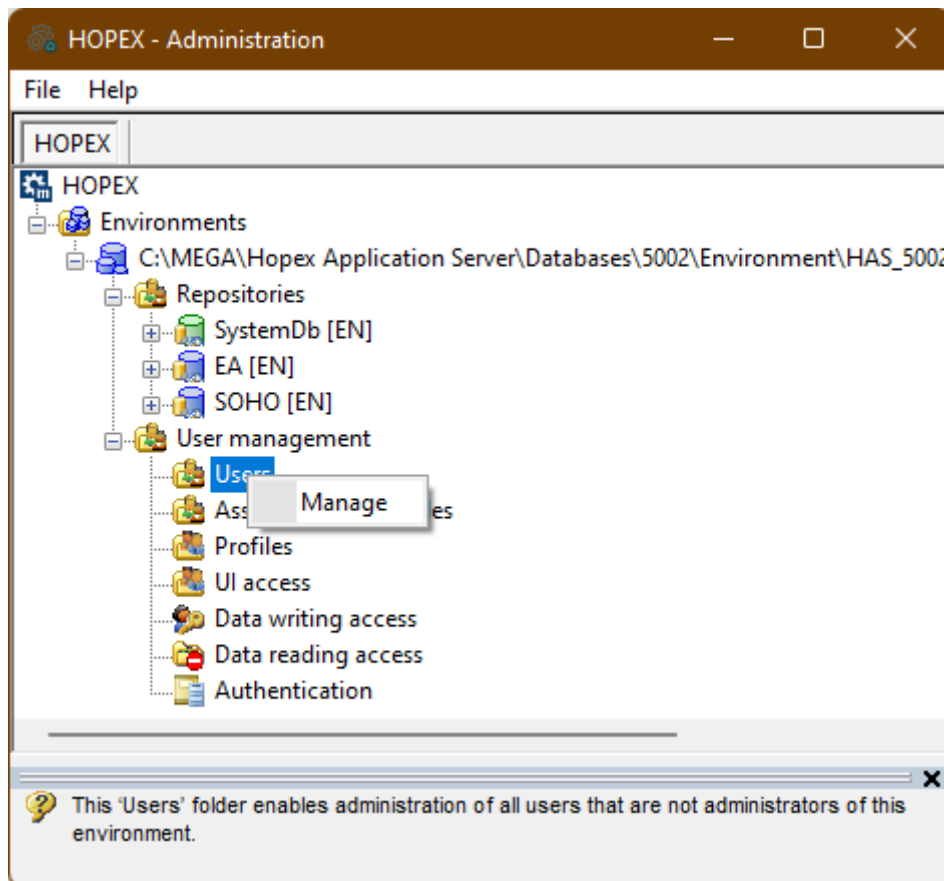 HOPEX - Administration
File Help
HOPEX
HOPEX
Environments
C:\MEGA\Hopex Application Server\Databases\5002\Environment\HAS_5002
Repositories
SystemDb [EN]
EA [EN]
SOHO [EN]
User management
Users
Manage
Profiles
UI access
Data writing access
Data reading access
Authentication
This 'Users' folder enables administration of all users that are not administrators of this
environment.